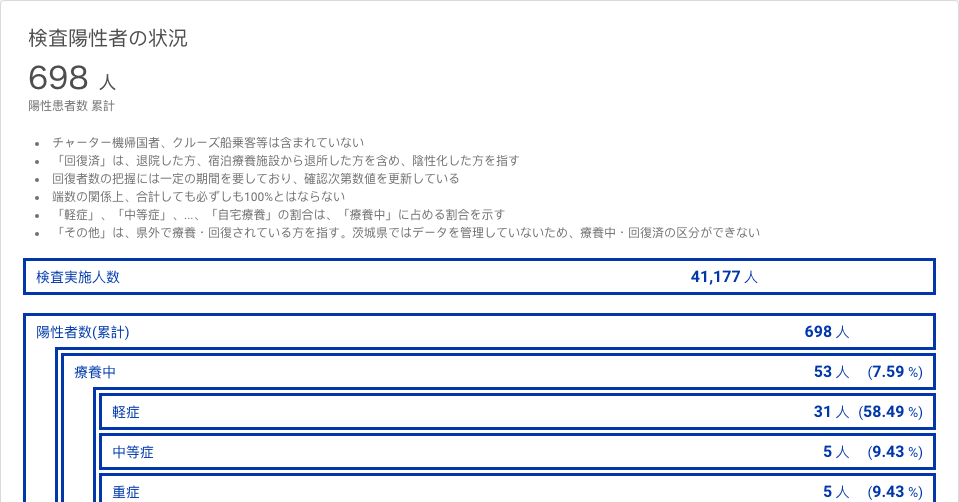 検査陽性者の状況
698 人
陽性患者数 累計
• チャーター機帰国者、クルーズ船乗客等は含まれていない
• 「回復済」は、退院した方、宿泊療養施設から退所した方を含め、陰性化した方を指す
• 回復者数の把握には一定の期間を要しており、確認次第数値を更新している
• 端数の関係上、合計しても必ずしも100%とはならない
• 「軽症」、「中等症」、...、「自宅療養」の割合は、「療養中」に占める割合を示す
• 「その他」は、県外で療養・回復されている方を指す。茨城県ではデータを管理していないため、療養中・回復済の区分ができない
検査実施人数 41,177 人
陽性者数(累計) 698 人
療養中 53 人 (7.59 %)
軽症 31 人 (58.49 %)
中等症 5 人 (9.43 %)
重症 5 人 (9.43 %)